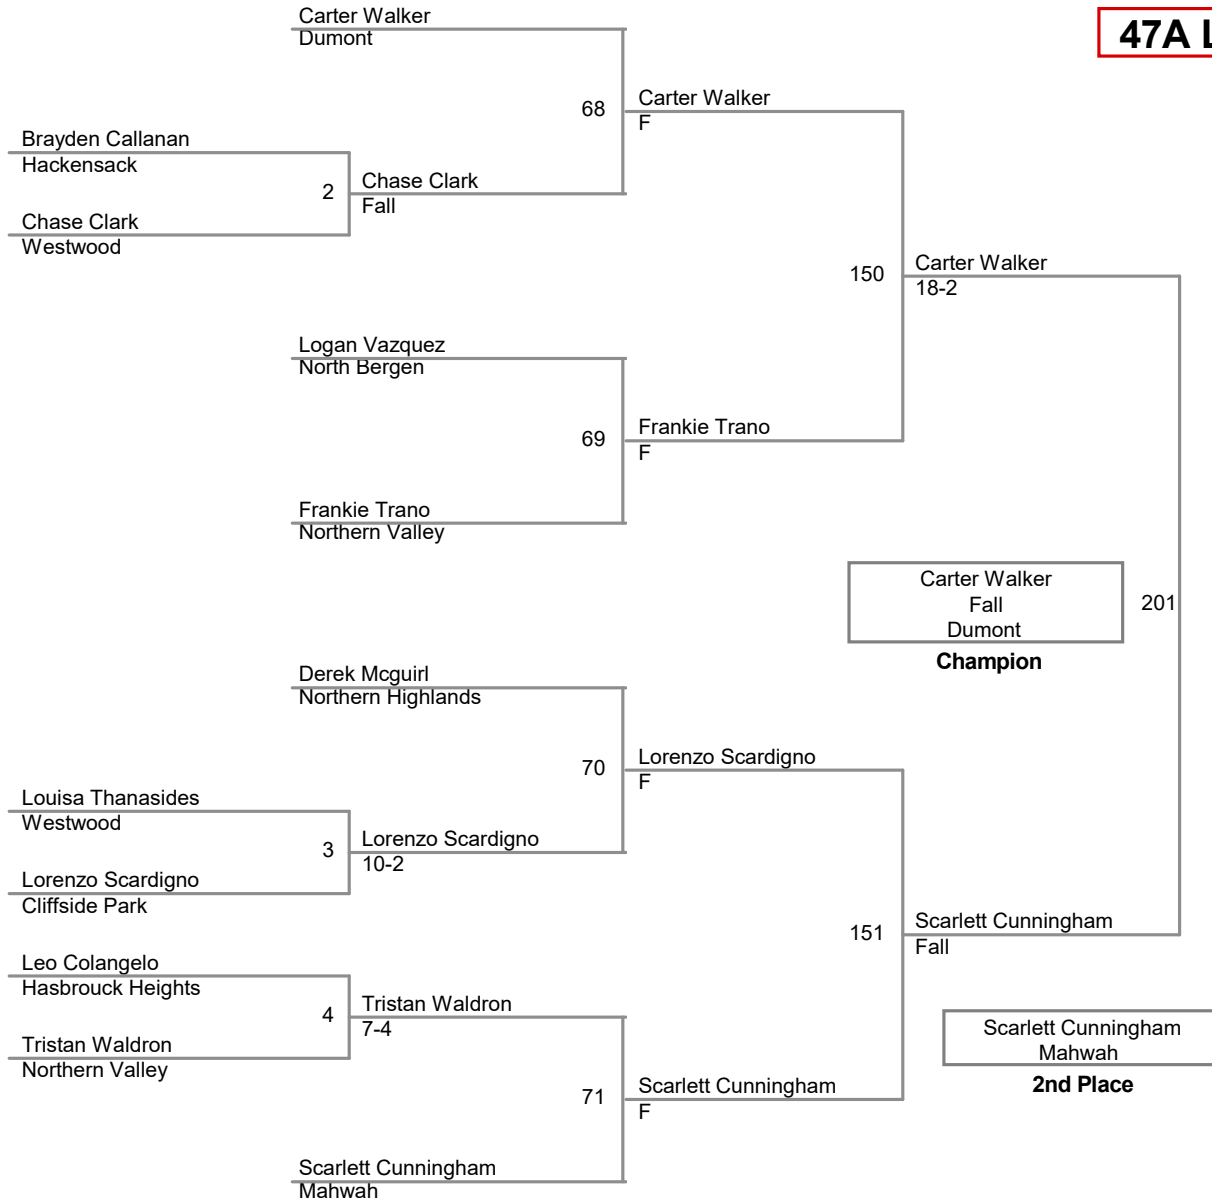 Carter Walker
Dumont
47A L
68
Carter Walker
F
Brayden Callanan
Hackensack
2
Chase Clark
Fall
Chase Clark
Westwood
150
Carter Walker
18-2
Logan Vazquez
North Bergen
69
Frankie Trano
F
Frankie Trano
Northern Valley
Carter Walker
Fall
Dumont
201
Champion
Derek Mcguirl
Northern Highlands
70
Lorenzo Scardigno
F
Louisa Thanasides
Westwood
3
Lorenzo Scardigno
10-2
Lorenzo Scardigno
Cliffside Park
151
Scarlett Cunningham
Fall
Leo Colangelo
Hasbrouck Heights
4
Tristan Waldron
7-4
Tristan Waldron
Northern Valley
Scarlett Cunningham
Mahwah
2nd Place
71
Scarlett Cunningham
F
Scarlett Cunningham
Mahwah